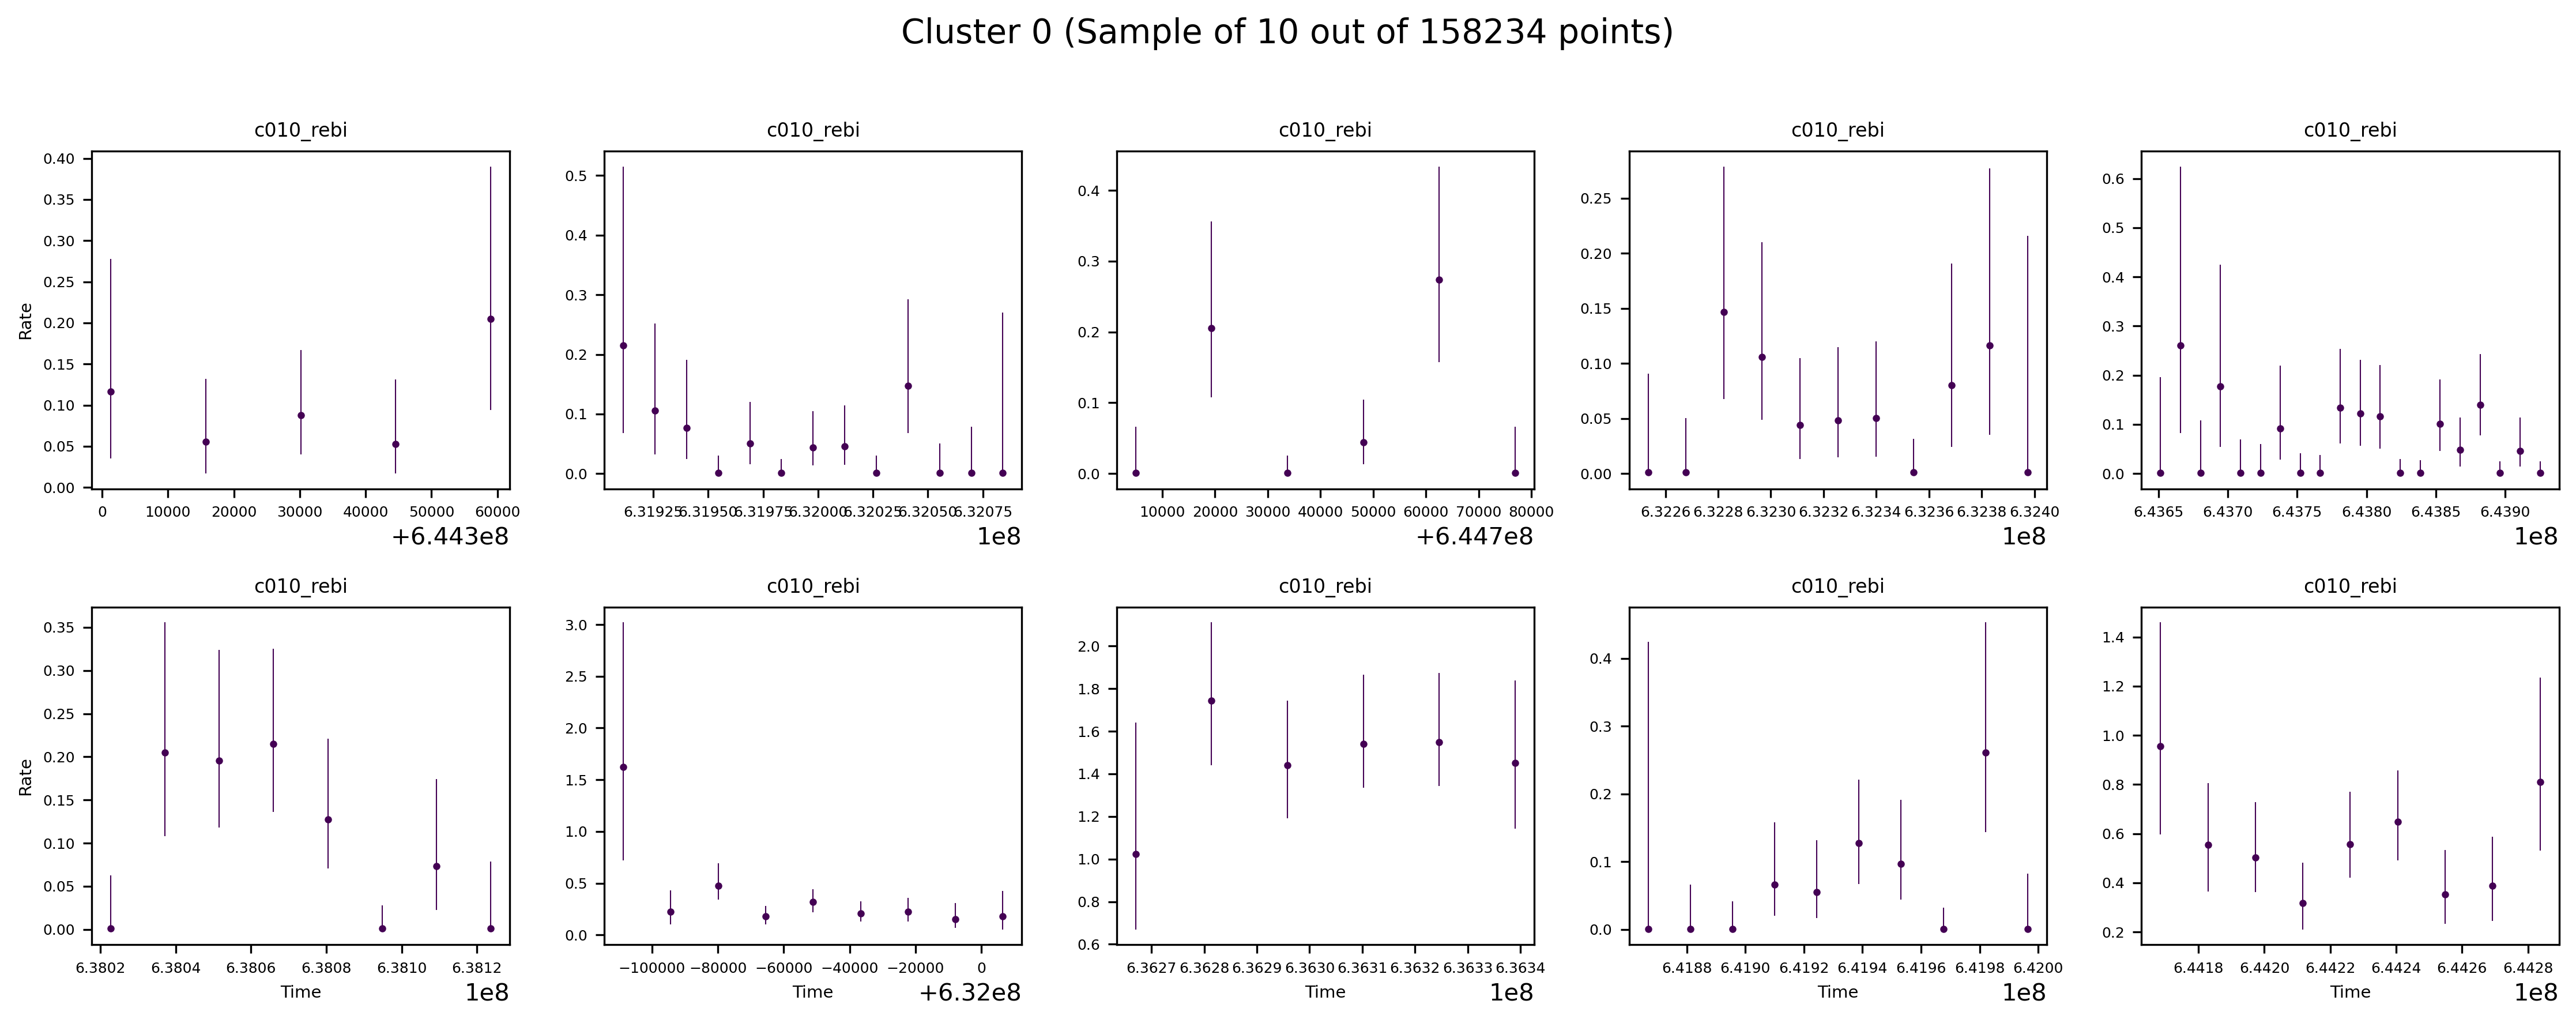 Cluster 0 (Sample of 10 out of 158234 points)
c010_rebi c010_rebi c010_rebi c010_rebi c010_rebi
Rate
0.40
0.35
0.30
0.25
0.20
0.15
0.10
0.05
0.00
0 10000 20000 30000 40000 50000 60000
+6.443e8
0.5
0.4
0.3
0.2
0.1
0.0
6.31925 6.31950 6.31975 6.32000 6.32025 6.32050 6.32075
1e8
0.4
0.3
0.2
0.1
0.0
10000 20000 30000 40000 50000 60000 70000 80000
+6.447e8
0.25
0.20
0.15
0.10
0.05
0.00
6.3226 6.3228 6.3230 6.3232 6.3234 6.3236 6.3238 6.3240
1e8
0.6
0.5
0.4
0.3
0.2
0.1
0.0
6.4365 6.4370 6.4375 6.4380 6.4385 6.4390
1e8
c010_rebi c010_rebi c010_rebi c010_rebi c010_rebi
Rate
0.35
0.30
0.25
0.20
0.15
0.10
0.05
0.00
6.3802 6.3804 6.3806 6.3808 6.3810 6.3812
Time
1e8
3.0
2.5
2.0
1.5
1.0
0.5
0.0
−100000 −80000 −60000 −40000 −20000 0
Time
+6.32e8
2.0
1.8
1.6
1.4
1.2
1.0
0.8
0.6
6.3627 6.3628 6.3629 6.3630 6.3631 6.3632 6.3633 6.3634
Time
1e8
0.4
0.3
0.2
0.1
0.0
6.4188 6.4190 6.4192 6.4194 6.4196 6.4198 6.4200
Time
1e8
1.4
1.2
1.0
0.8
0.6
0.4
0.2
6.4418 6.4420 6.4422 6.4424 6.4426 6.4428
Time
1e8